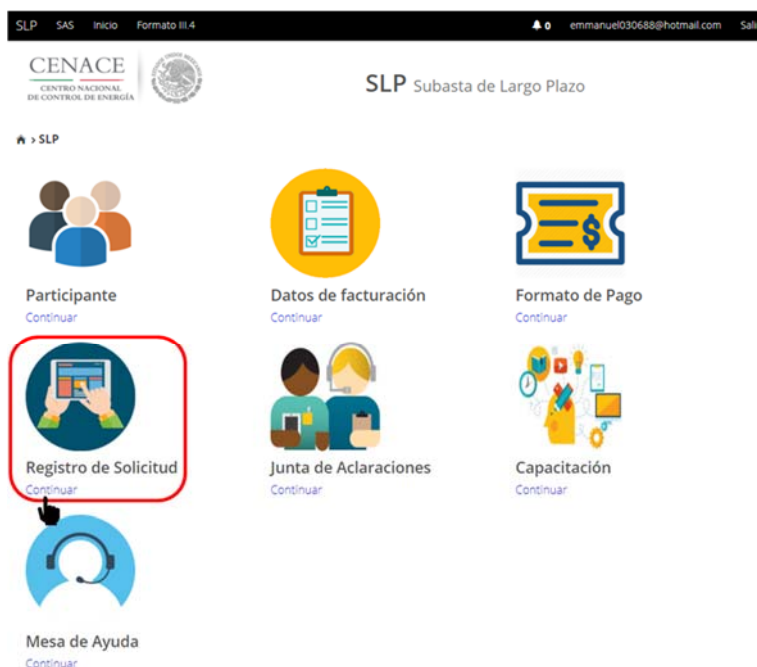 SLP SAS Inicio Formato III.4 0 emmanuel030688@hotmail.com
CENACE
CENTRO NACIONAL
DE CONTROL DE ENERGÍA
SLP Subasta de Largo Plazo
> SLP
Participante Datos de facturación Formato de Pago
Continuar Continuar Continuar
$
Registro de Solicitud Junta de Aclaraciones Capacitación
Continuar Continuar Continuar
Mesa de Ayuda
Continuar